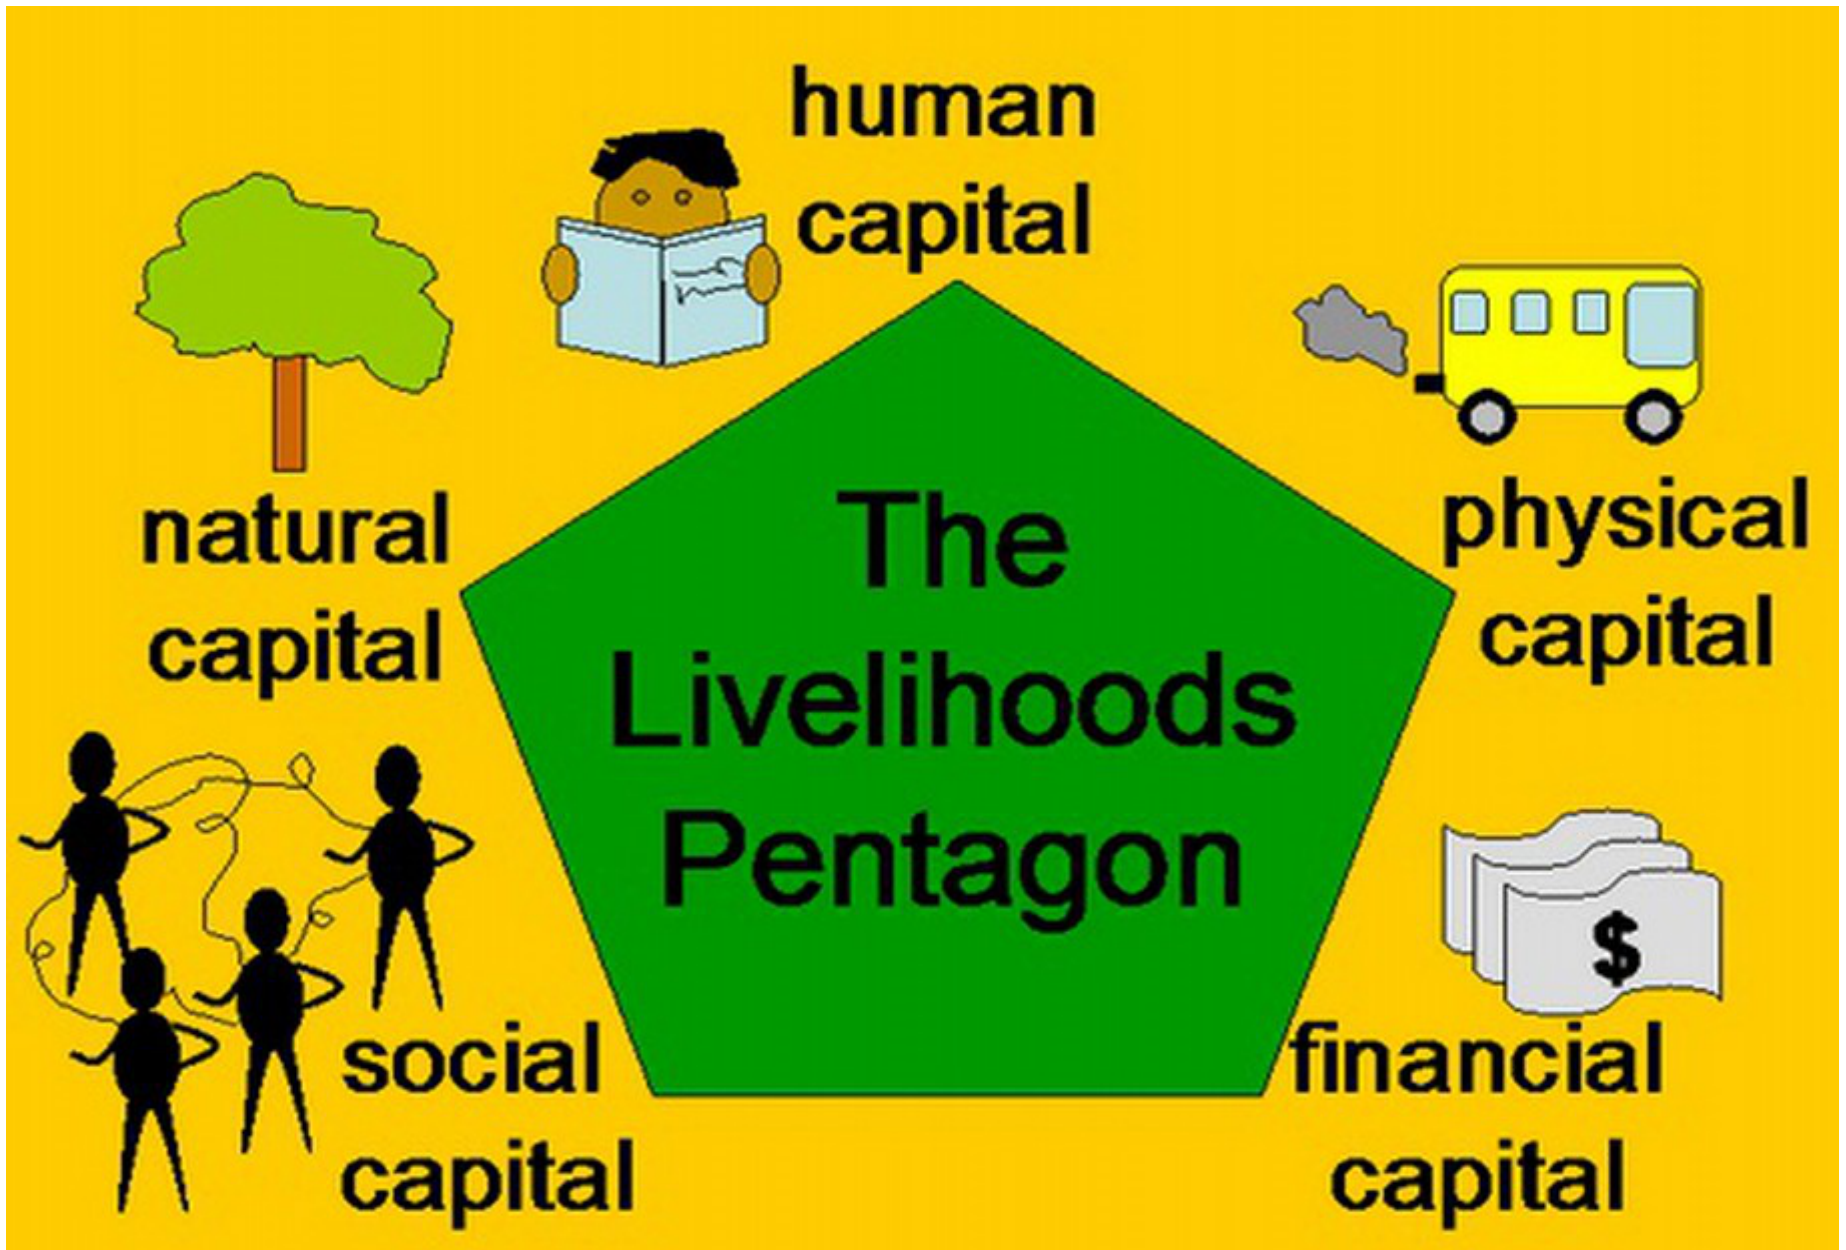 human
capital
natural
capital
physical
capital
The
Livelihoods
Pentagon
$
social
capital
financial
capital